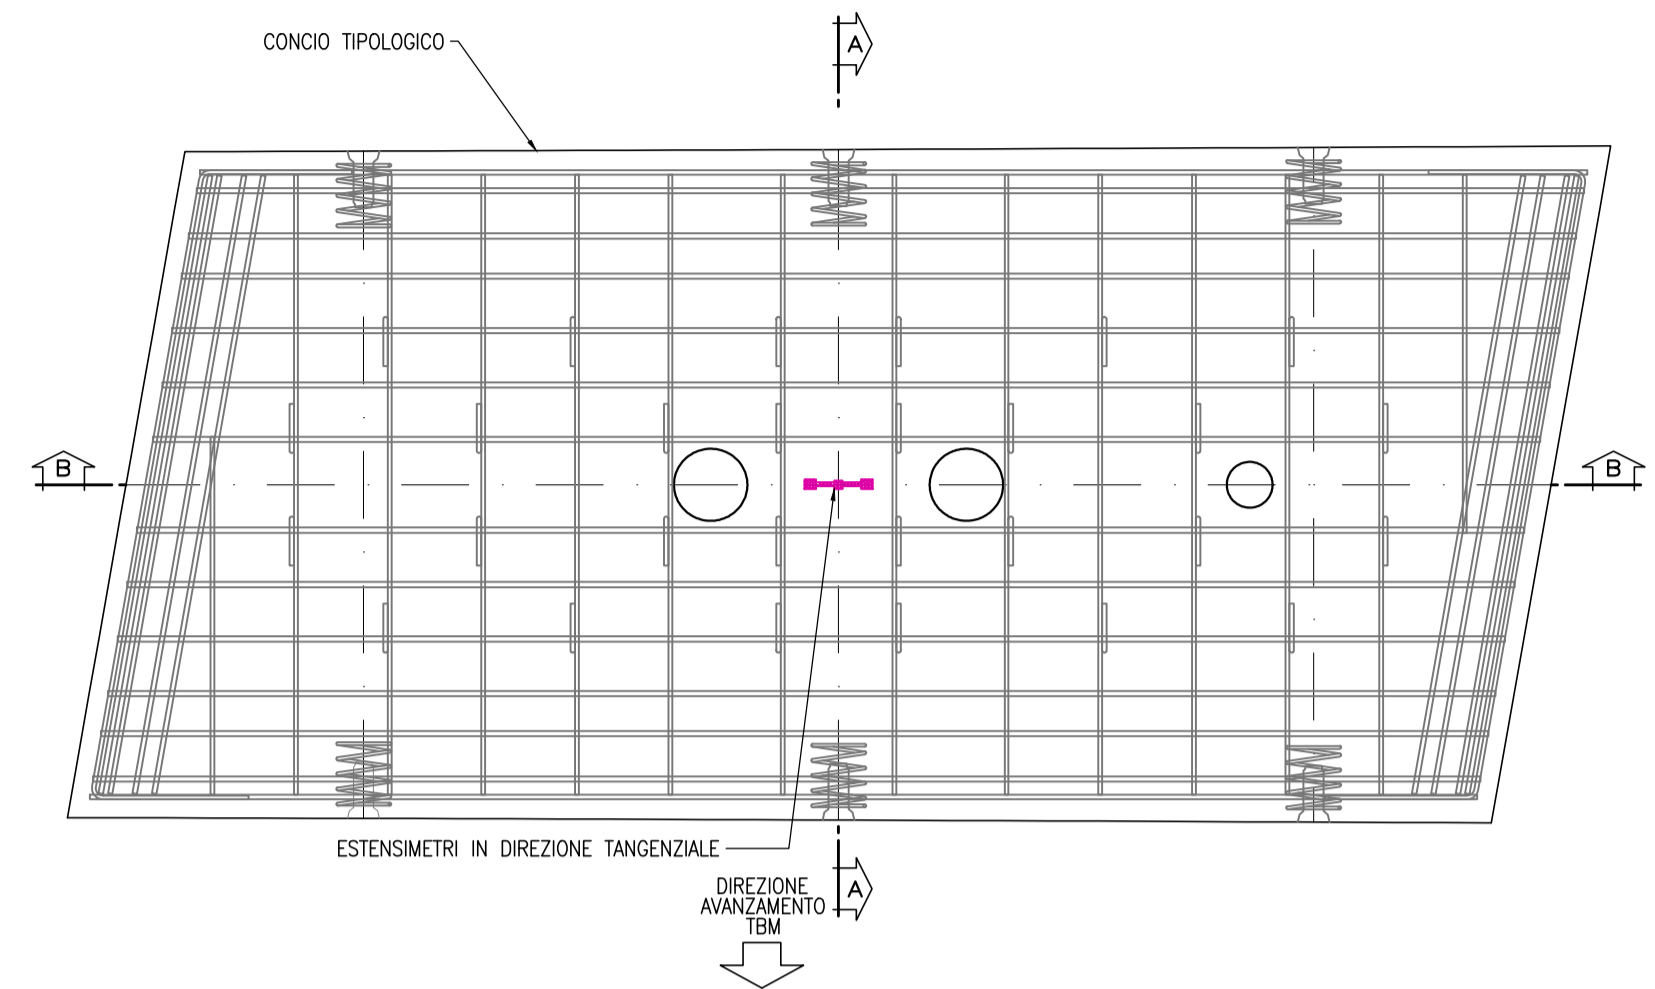 A
CONCIO TIPOLOGICO
B
B
ESTENSIMETRI IN DIREZIONE TANGENZIALE
A
DIREZIONE
AVANZAMENTO
TBM